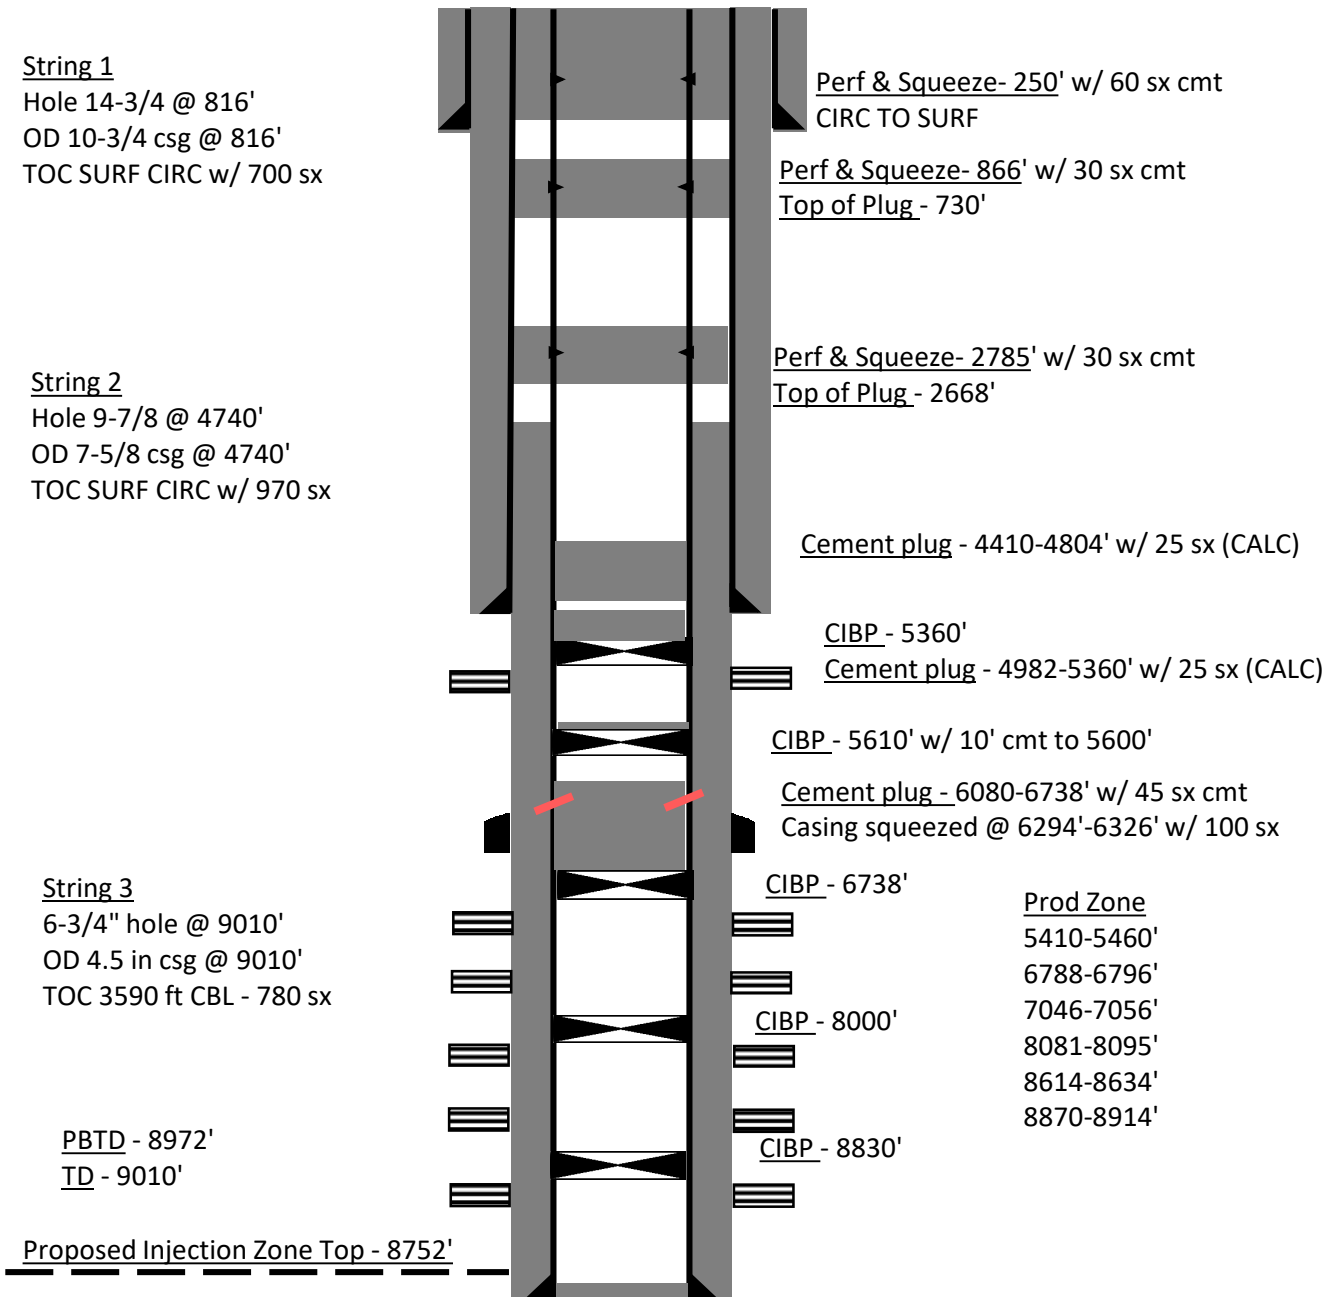 String 1
Hole 14-3/4 @ 816'
OD 10-3/4 csg @ 816'
TOC SURF CIRC w/ 700 sx
Perf & Squeeze- 250' w/ 60 sx cmt
CIRC TO SURF
Perf & Squeeze- 866' w/ 30 sx cmt
Top of Plug - 730'
Perf & Squeeze- 2785' w/ 30 sx cmt
Top of Plug - 2668'
String 2
Hole 9-7/8 @ 4740'
OD 7-5/8 csg @ 4740'
TOC SURF CIRC w/ 970 sx
Cement plug - 4410-4804' w/ 25 sx (CALC)
CIBP - 5360'
Cement plug - 4982-5360' w/ 25 sx (CALC)
CIBP - 5610' w/ 10' cmt to 5600'
Cement plug - 6080-6738' w/ 45 sx cmt
Casing squeezed @ 6294'-6326' w/ 100 sx
CIBP - 6738'
String 3
6-3/4" hole @ 9010'
OD 4.5 in csg @ 9010'
TOC 3590 ft CBL - 780 sx
Prod Zone
5410-5460'
6788-6796'
7046-7056'
8081-8095'
8614-8634'
8870-8914'
CIBP - 8000'
CIBP - 8830'
PBTD - 8972'
TD - 9010'
Proposed Injection Zone Top - 8752'